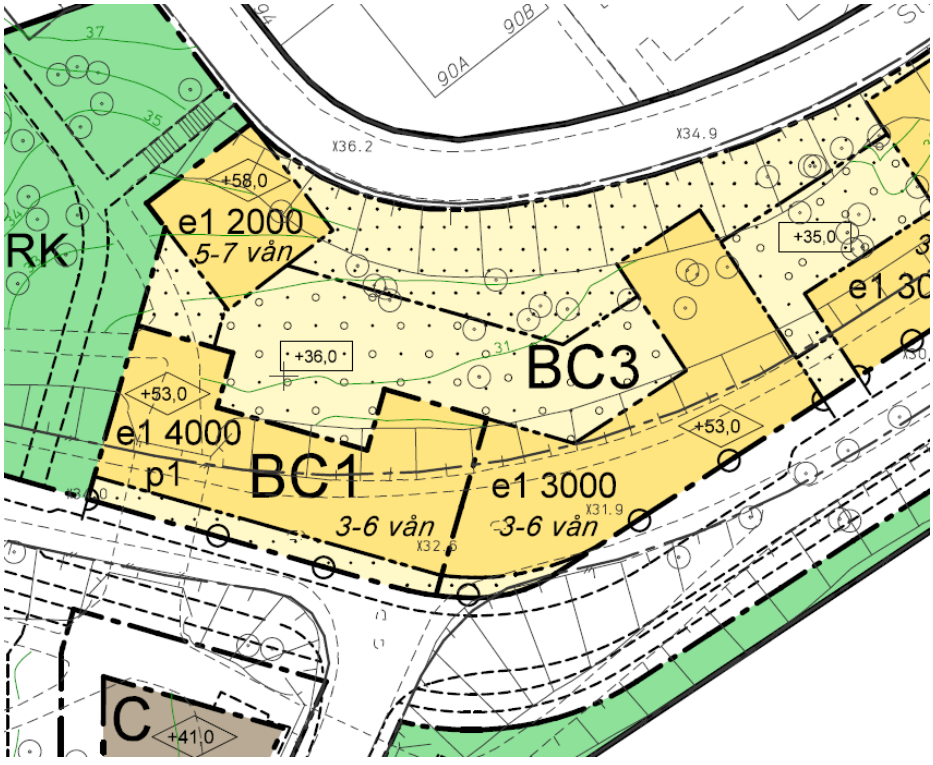 37
94
90A
90B
St
35
X36.2
X34.9
+58,0
e1 2000
5-7 vån
RK
+35,0
3
e1 30
31
+36,0
BC3
+53,0
e1 4000
p1
BC1
3-6 vån
X32.6
+53,0
e1 3000
X31.9
3-6 vån
C
+41,0